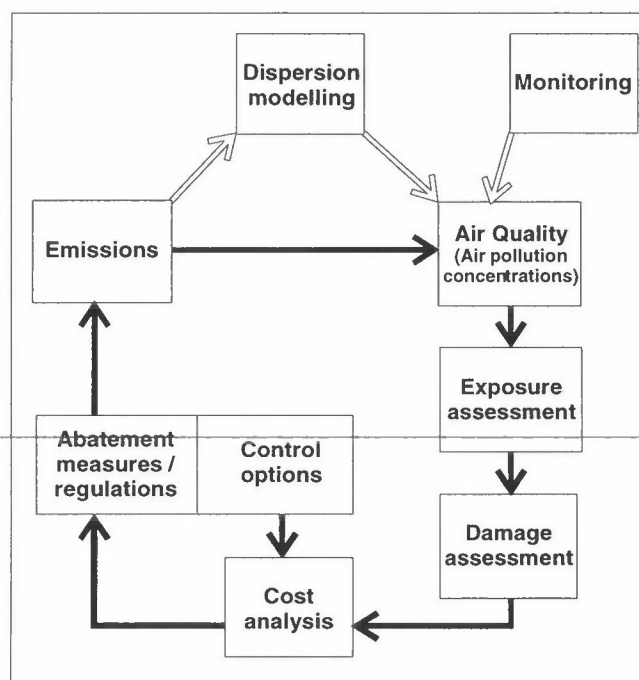 Dispersion
modelling
Monitoring
Emissions
Air Quality
(Air pollution
concentrations)
Exposure
assessment
Abatement
measures /
regulations
Control
options
Damage
assessment
Cost
analysis